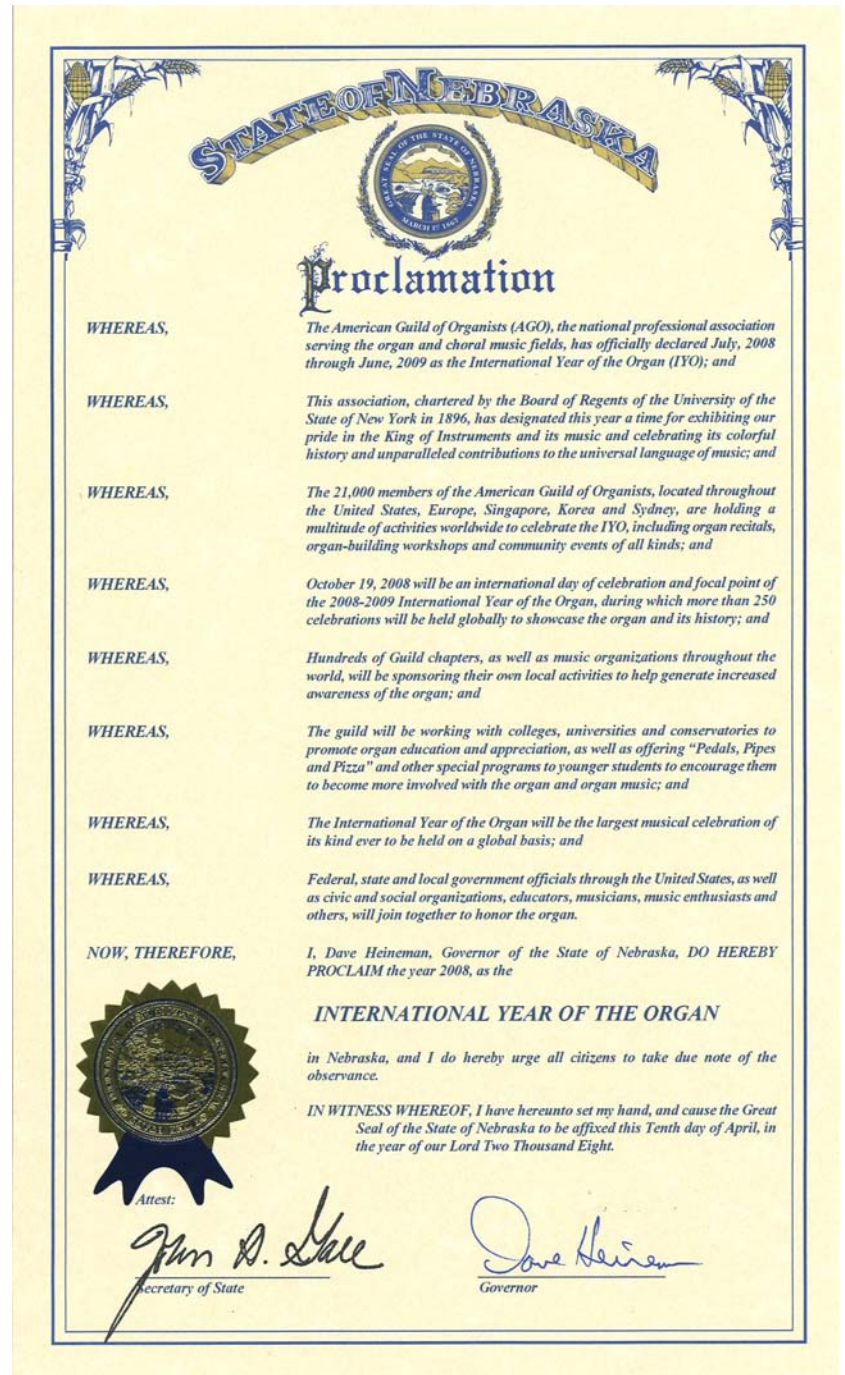 STATE OF NEBRASKA
GREAT SEAL OF THE STATE OF NEBRASKA
MARCH 1ST 1867
Proclamation
WHEREAS, The American Guild of Organists (AGO), the national professional association
serving the organ and choral music fields, has officially declared July, 2008
through June, 2009 as the International Year of the Organ (IYO); and
WHEREAS, This association, chartered by the Board of Regents of the University of the
State of New York in 1896, has designated this year a time for exhibiting our
pride in the King of Instruments and its music and celebrating its colorful
history and unparalleled contributions to the universal language of music; and
WHEREAS, The 21,000 members of the American Guild of Organists, located throughout
the United States, Europe, Singapore, Korea and Sydney, are holding a
multitude of activities worldwide to celebrate the IYO, including organ recitals,
organ-building workshops and community events of all kinds; and
WHEREAS, October 19, 2008 will be an international day of celebration and focal point of
the 2008-2009 International Year of the Organ, during which more than 250
celebrations will be held globally to showcase the organ and its history; and
WHEREAS, Hundreds of Guild chapters, as well as music organizations throughout the
world, will be sponsoring their own local activities to help generate increased
awareness of the organ; and
WHEREAS, The guild will be working with colleges, universities and conservatories to
promote organ education and appreciation, as well as offering “Pedals, Pipes
and Pizza” and other special programs to younger students to encourage them
to become more involved with the organ and organ music; and
WHEREAS, The International Year of the Organ will be the largest musical celebration of
its kind ever to be held on a global basis; and
WHEREAS, Federal, state and local government officials through the United States, as well
as civic and social organizations, educators, musicians, music enthusiasts and
others, will join together to honor the organ.
NOW, THEREFORE, I, Dave Heineman, Governor of the State of Nebraska, DO HEREBY
PROCLAIM the year 2008, as the
INTERNATIONAL YEAR OF THE ORGAN
in Nebraska, and I do hereby urge all citizens to take due note of the
observance.
IN WITNESS WHEREOF, I have hereunto set my hand, and cause the Great
Seal of the State of Nebraska to be affixed this Tenth day of April, in
the year of our Lord Two Thousand Eight.
Attest:
John A. Gale
Dave Heineman
Secretary of State
Governor